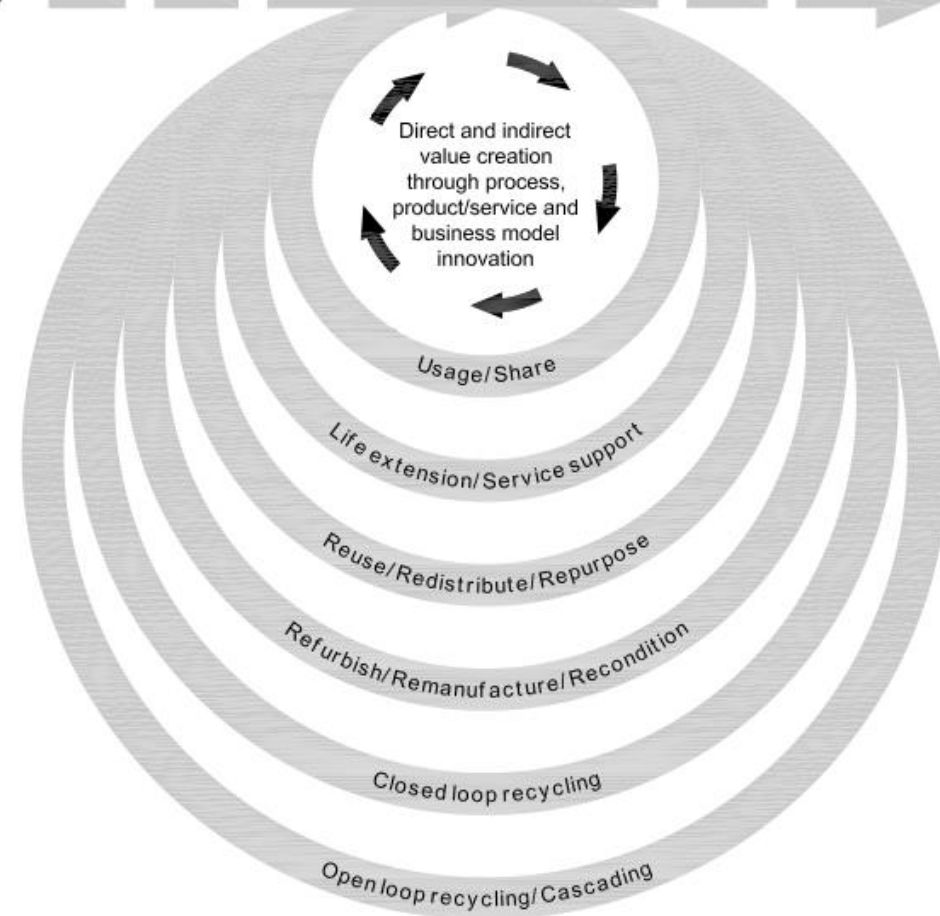 Direct and indirect
value creation
through process,
product/service and
business model
innovation
Usage/Share
Life extension/Service support
Reuse/Redistribute/Repurpose
Refurbish/Remanufacture/Recondition
Closed loop recycling
Open loop recycling/Cascading